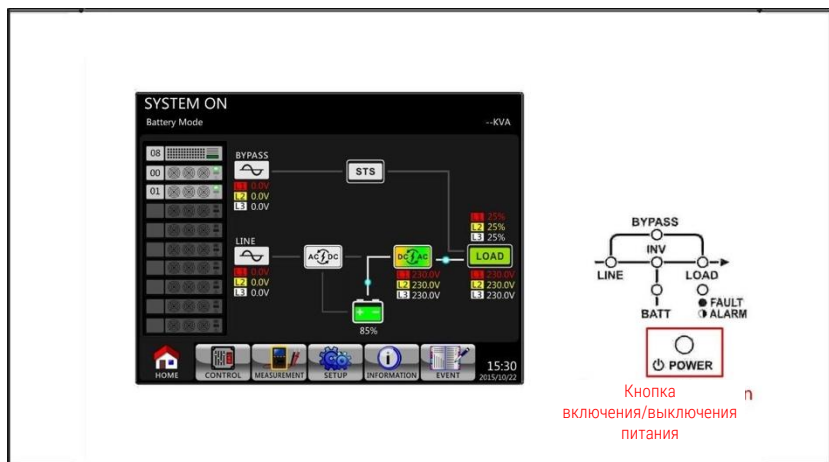 SYSTEM ON
Battery Mode
--KVA
08
00
01
BYPASS
L1 0.0V
L2 0.0V
L3 0.0V
STS
LINE
L1 0.0V
L2 0.0V
L3 0.0V
AC DC
DC AC
L1 230.0V
L2 230.0V
L3 230.0V
L1 25%
L2 25%
L3 25%
LOAD
L1 230.0V
L2 230.0V
L3 230.0V
85%
HOME
CONTROL
MEASUREMENT
SETUP
INFORMATION
EVENT
15:30
2015/10/22
BYPASS
INV
LINE
LOAD
BATT
FAULT
ALARM
POWER
Кнопка
включения/выключения
питания
n